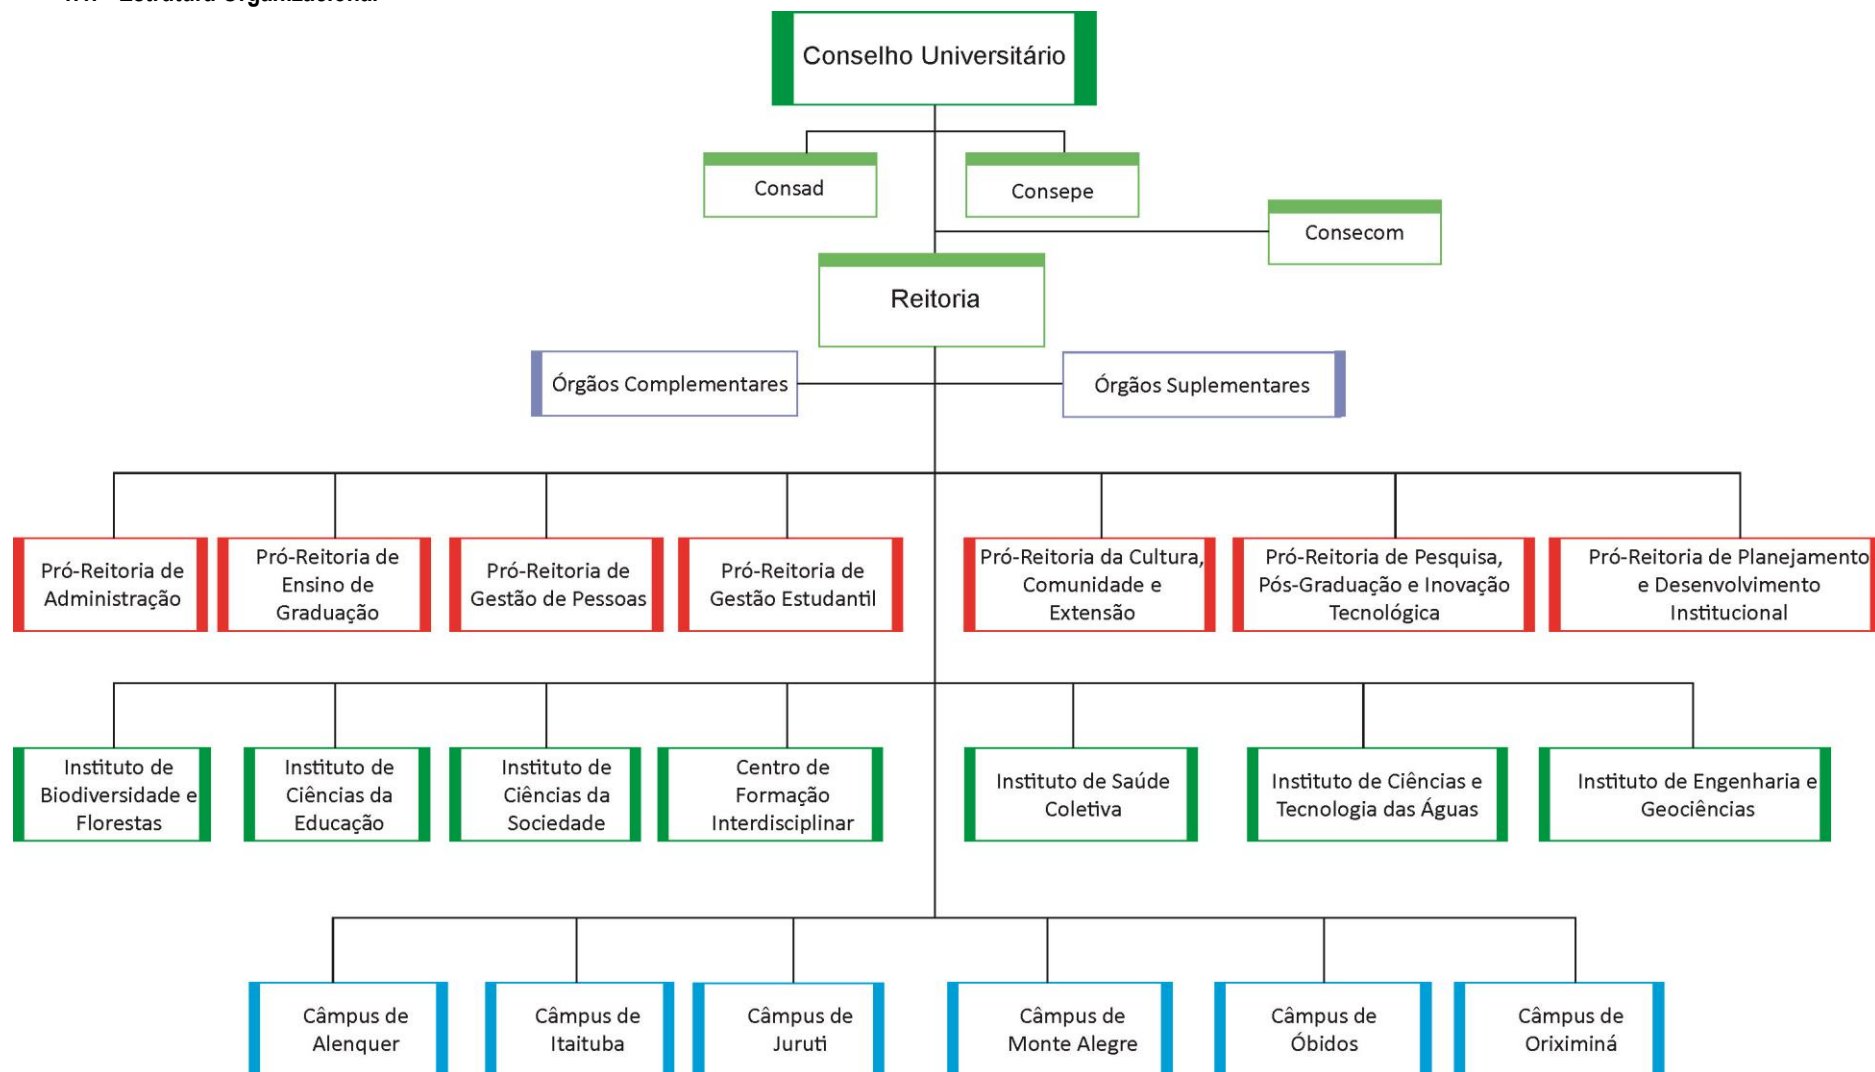 Estrutura Organizacional
Conselho Universitário
Consad
Consepe
Consecom
Reitoria
Órgãos Complementares
Órgãos Suplementares
Pró-Reitoria de
Administração
Pró-Reitoria de
Ensino de
Graduação
Pró-Reitoria de
Gestão de Pessoas
Pró-Reitoria de
Gestão Estudantil
Pró-Reitoria da Cultura,
Comunidade e
Extensão
Pró-Reitoria de Pesquisa,
Pós-Graduação e Inovação
Tecnológica
Pró-Reitoria de Planejamento
e Desenvolvimento
Institucional
Instituto de
Biodiversidade e
Florestas
Instituto de
Ciências da
Educação
Instituto de
Ciências da
Sociedade
Centro de
Formação
Interdisciplinar
Instituto de Saúde
Coletiva
Instituto de Ciências e
Tecnologia das Águas
Instituto de Engenharia e
Geociências
Câmpus de
Alenquer
Câmpus de
Itaituba
Câmpus de
Juruti
Câmpus de
Monte Alegre
Câmpus de
Óbidos
Câmpus de
Oriximiná